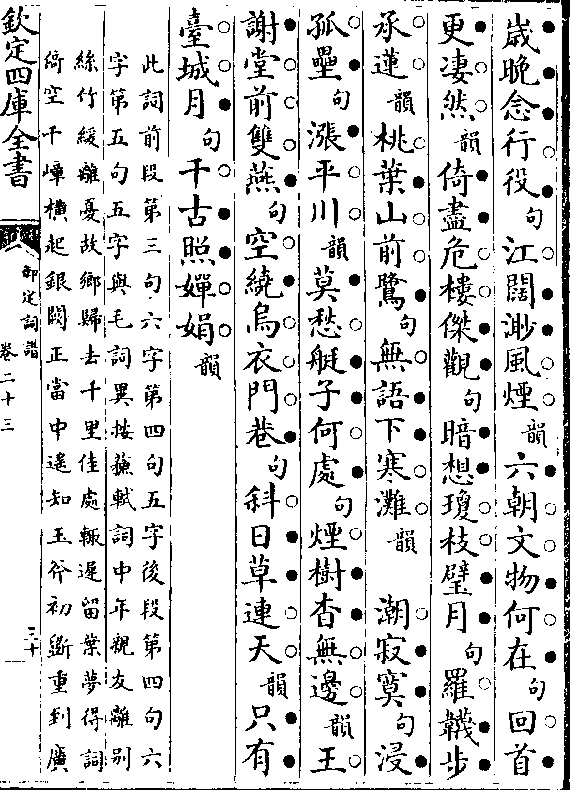 歲晚念行役句江闊渺風煙韻六朝文物何在句回首
更凄然韻倚盡危樓傑觀句暗想瓊枝璧月句羅韈步
承蓮韻桃葉山前鷺句無語下寒灘韻 潮寂寞句浸
孤壘句漲平川韻莫愁艇子何處句煙樹杳無邊韻王
謝堂前雙燕句空繞烏衣門巷句斜日草連天韻只有
臺城月句千古照嬋娟韻
此詞前段第三句六字第四句五字後段第四句六
字第五句五字與毛詞異按蘇軾詞中年親友離別
絲竹緩離憂故鄉歸去千里佳處輙遲留葉夢得詞
綺空千嶂橫起銀闕正當中遙知玉斧初斵重到廣
欽定四庫全書
御定詞譜
卷二十三
三十